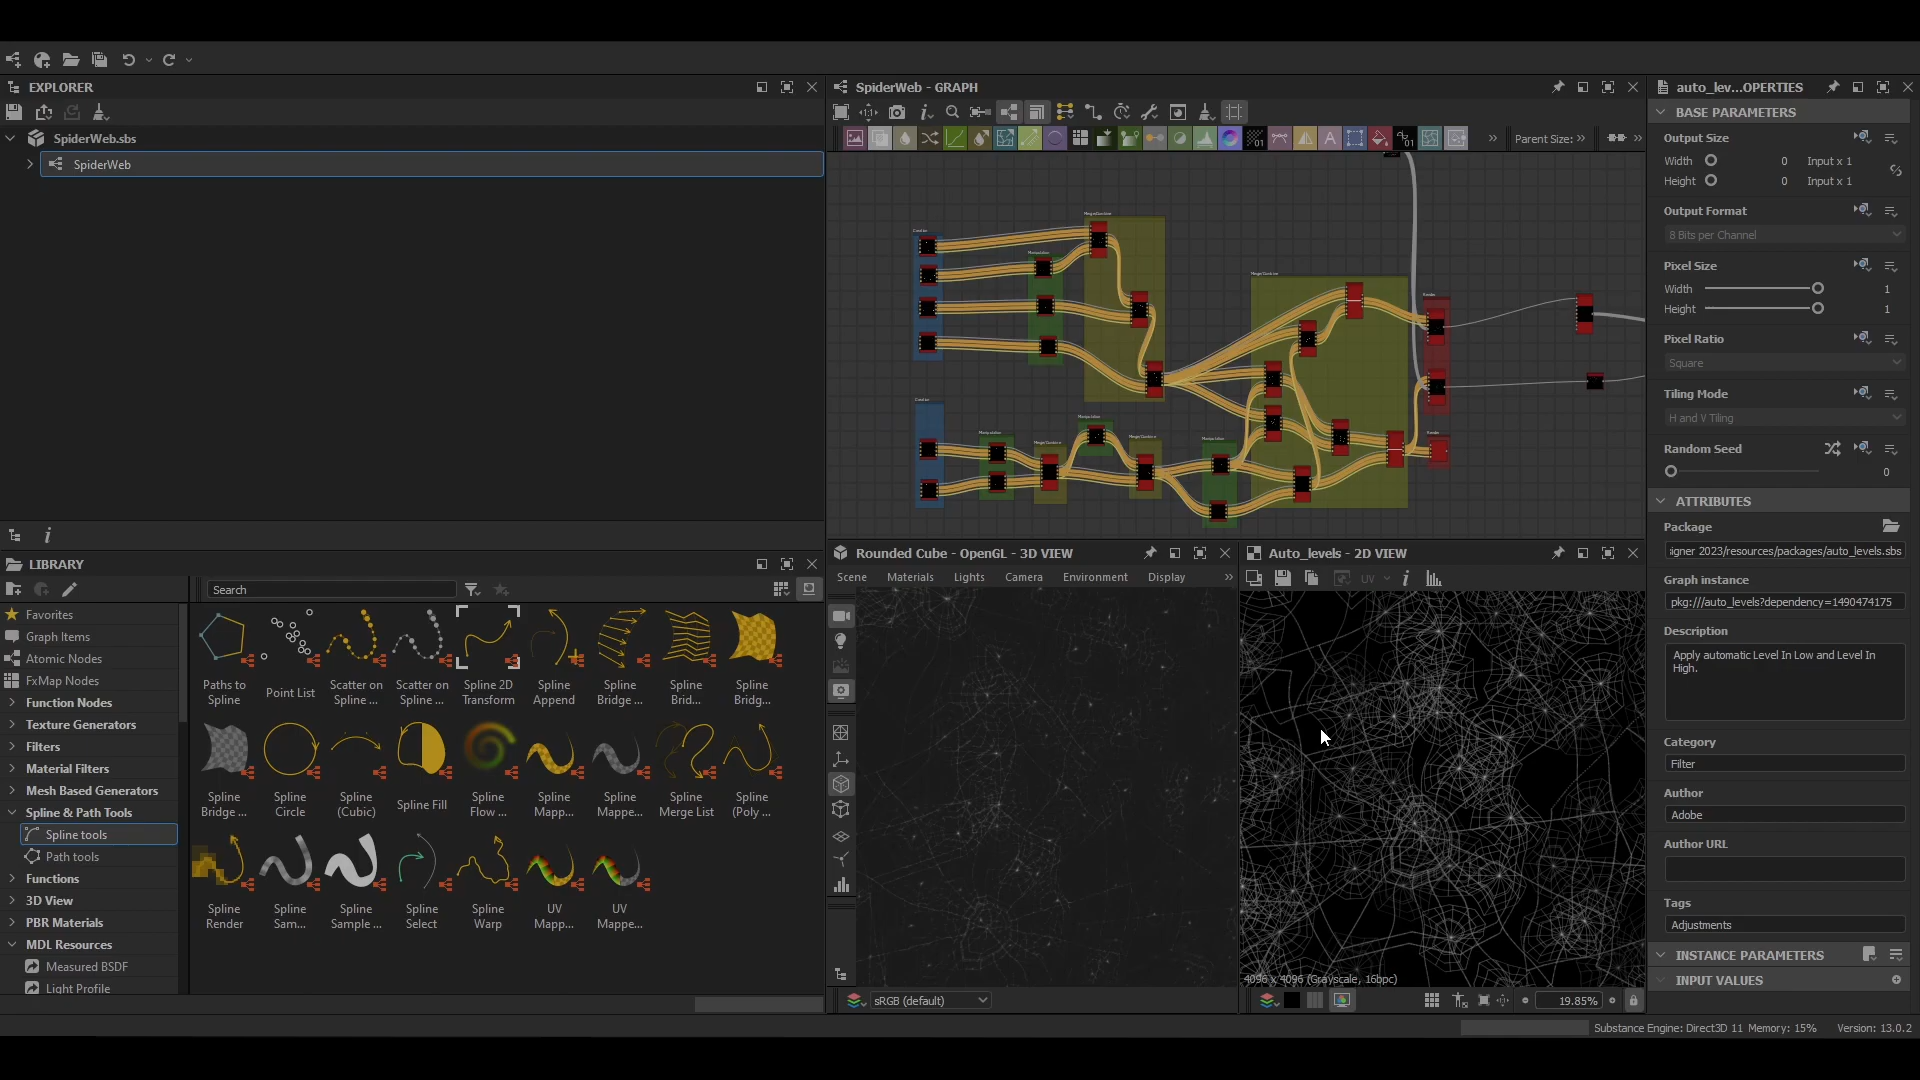 EXPLORER
SpiderWeb.sbs
SpiderWeb
LIBRARY
Search
Favorites
Graph Items
Atomic Nodes
FxMap Nodes
Function Nodes
Texture Generators
Filters
Material Filters
Mesh Based Generators
Spline & Path Tools
Spline tools
Path tools
Functions
3D View
PBR Materials
MDL Resources
Measured BSDF
Light Profile
Paths to Spline
Point List
Scatter on Spline ...
Scatter on Spline ...
Spline 2D Transform
Spline Append
Spline Bridge ...
Spline Brid...
Spline Bridg...
Spline Bridge ...
Spline Circle
Spline (Cubic)
Spline Fill
Spline Flow ...
Spline Mapp...
Spline Mappe...
Spline Merge List
Spline (Poly ...
Spline Render
Spline Sam...
Spline Sample ...
Spline Select
Spline Warp
UV Mapp...
UV Mappe...
SpiderWeb - GRAPH
Parent Size:
Rounded Cube - OpenGL - 3D VIEW
Scene Materials Lights Camera Environment Display
sRGB (default)
Auto_levels - 2D VIEW
UV
4096 x 4096 (Grayscale, 16bpc)
19.85%
auto_lev...OPERTIES
BASE PARAMETERS
Output Size
Width 0 Input x 1
Height 0 Input x 1
Output Format
8 Bits per Channel
Pixel Size
Width 1
Height 1
Pixel Ratio
Square
Tiling Mode
H and V Tiling
Random Seed
0
ATTRIBUTES
Package
igner 2023/resources/packages/auto_levels.sbs
Graph instance
pkg:///auto_levels?dependency=1490474175
Description
Apply automatic Level In Low and Level In
High.
Category
Filter
Author
Adobe
Author URL
Tags
Adjustments
INSTANCE PARAMETERS
INPUT VALUES
Substance Engine: Direct3D 11 Memory: 15% Version: 13.0.2